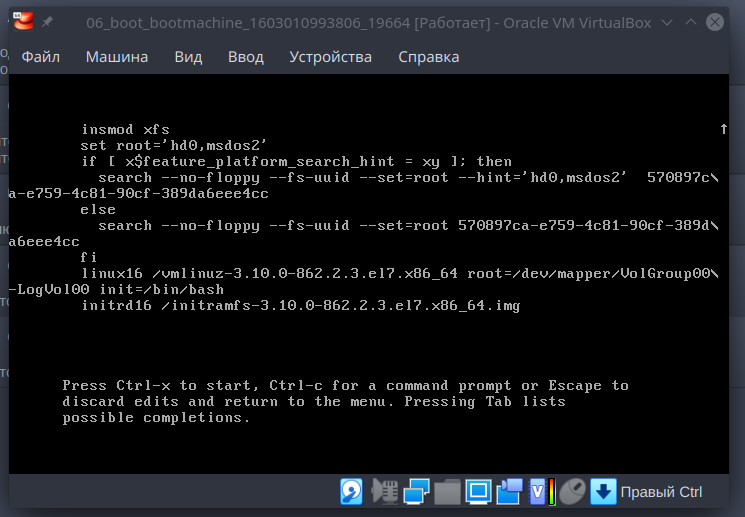 06_boot_bootmachine_1603010993806_19664 [Работает] - Oracle VM VirtualBox
Файл Машина Вид Ввод Устройства Справка
insmod xfs
set root='hd0,msdos2'
if [ x$feature_platform_search_hint = xy ]; then
search --no-floppy --fs-uuid --set=root --hint='hd0,msdos2'  570897c\
a-e759-4c81-90cf-389da6eee4cc
else
search --no-floppy --fs-uuid --set=root 570897ca-e759-4c81-90cf-389d\
a6eee4cc
fi
linux16 /vmlinuz-3.10.0-862.2.3.el7.x86_64 root=/dev/mapper/VolGroup00\
-LogVol00 init=/bin/bash
initrd16 /initramfs-3.10.0-862.2.3.el7.x86_64.img
Press Ctrl-x to start, Ctrl-c for a command prompt or Escape to
discard edits and return to the menu. Pressing Tab lists
possible completions.
Правый Ctrl